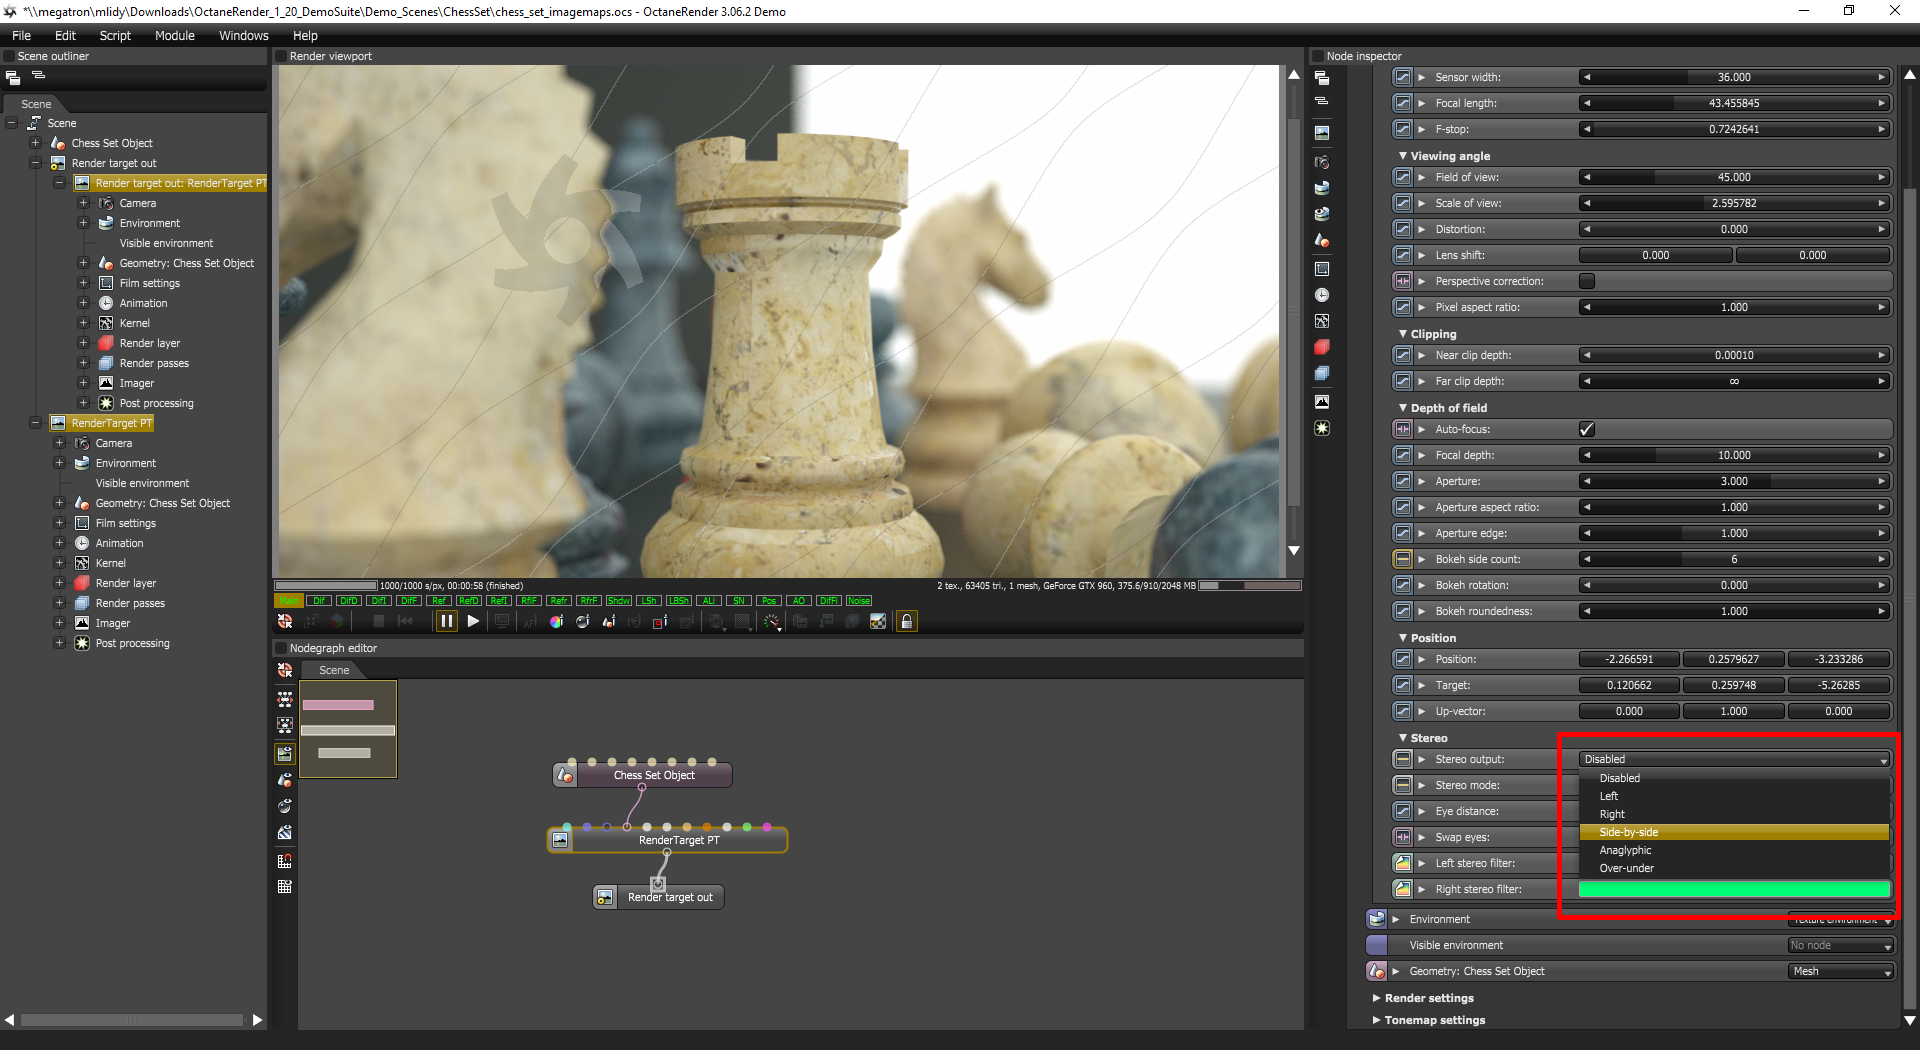 *\\megatron\mlidy\Downloads\OctaneRender_1_20_DemoSuite\Demo_Scenes\ChessSet\chess_set_imagemaps.ocs - OctaneRender 3.06.2 Demo
File Edit Script Module Windows Help
Scene outliner
Scene
Scene
Chess Set Object
Render target out
Render target out: RenderTarget PT
Camera
Environment
Visible environment
Geometry: Chess Set Object
Film settings
Animation
Kernel
Render layer
Render passes
Imager
Post processing
RenderTarget PT
Camera
Environment
Visible environment
Geometry: Chess Set Object
Film settings
Animation
Kernel
Render layer
Render passes
Imager
Post processing
Render viewport
1000/1000 s/px, 00:00:58 (finished)
2 tex., 63405 tri., 1 mesh, GeForce GTX 960, 375.6/910/2048 MB
Main Dif DifD DifI DifF Ref RefD RefI RflF Refr RfrF Shdw LSh LBSh ALi SN Pos AO DiffFi Noise
Nodegraph editor
Scene
Chess Set Object
RenderTarget PT
Render target out
Node inspector
Sensor width: 36.000
Focal length: 43.455845
F-stop: 0.7242641
Viewing angle
Field of view: 45.000
Scale of view: 2.595782
Distortion: 0.000
Lens shift: 0.000 0.000
Perspective correction:
Pixel aspect ratio: 1.000
Clipping
Near clip depth: 0.00010
Far clip depth: ∞
Depth of field
Auto-focus:
Focal depth: 10.000
Aperture: 3.000
Aperture aspect ratio: 1.000
Aperture edge: 1.000
Bokeh side count: 6
Bokeh rotation: 0.000
Bokeh roundedness: 1.000
Position
Position: -2.266591 0.2579627 -3.233286
Target: 0.120662 0.259748 -5.26285
Up-vector: 0.000 1.000 0.000
Stereo
Stereo output: Disabled
Disabled
Stereo mode:
Left
Eye distance:
Right
Swap eyes:
Side-by-side
Anaglyphic
Left stereo filter:
Over-under
Right stereo filter:
Environment Texture environment
Visible environment No node
Geometry: Chess Set Object Mesh
Render settings
Tonemap settings